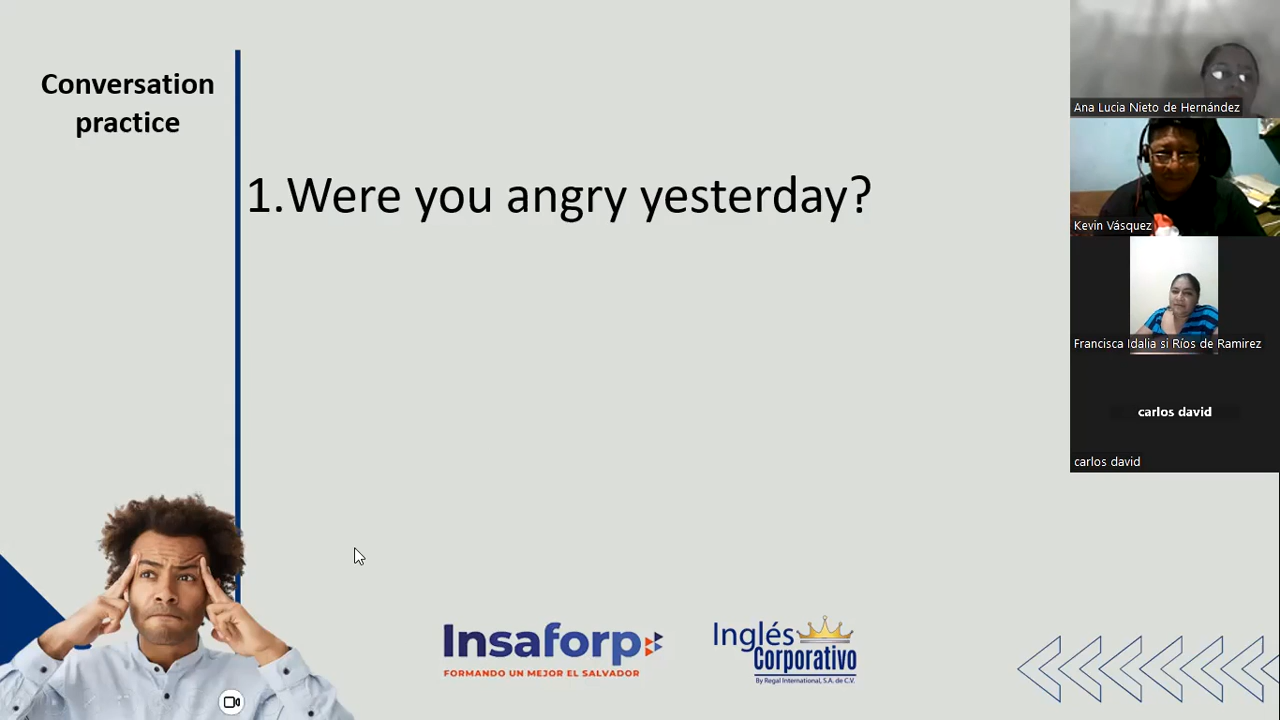 Conversation
practice
1.Were you angry yesterday?
Ana Lucia Nieto de Hernández
Kevin Vásquez
Francisca Idalia si Ríos de Ramirez
carlos david
carlos david
Insaforp
FORMANDO UN MEJOR EL SALVADOR
Inglés
Corporativo
By Regal International, S.A. de C.V.